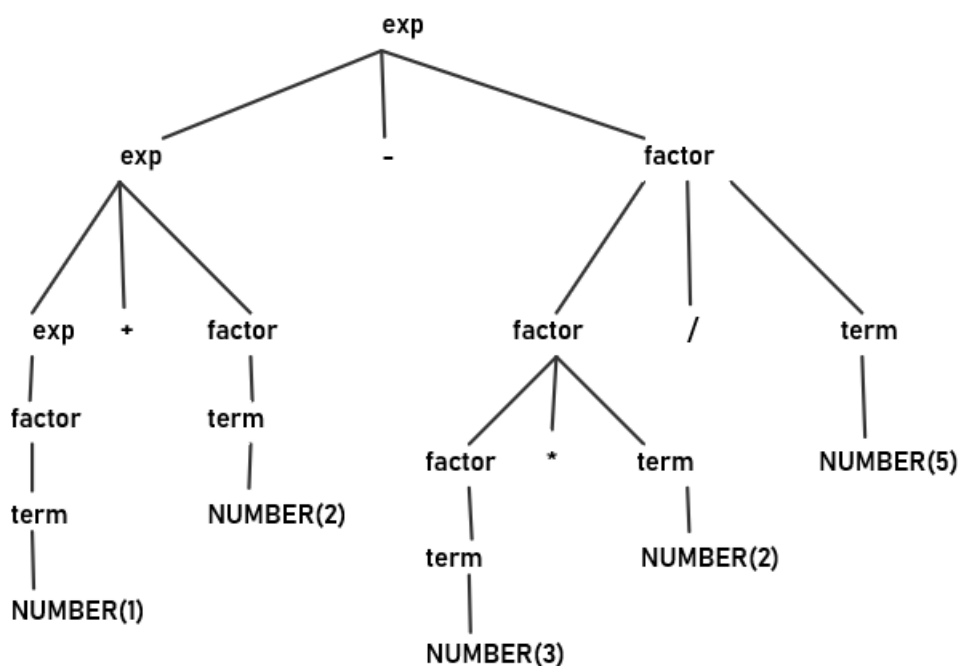 exp
exp - factor
exp + factor factor / term
factor term
factor * term NUMBER(5)
term NUMBER(2)
term NUMBER(2)
NUMBER(1)
NUMBER(3)